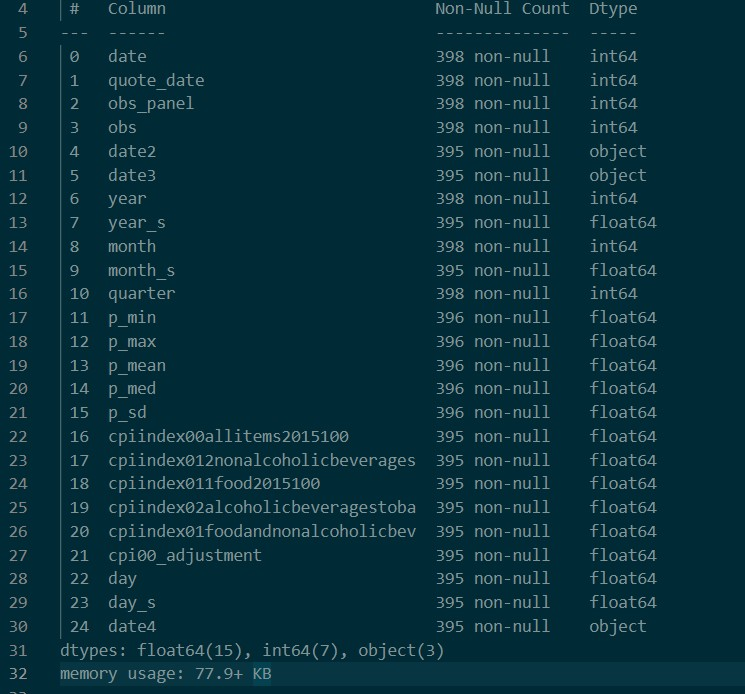 4 # Column Non-Null Count Dtype
5 --- ------ -------------- -----
6 0 date 398 non-null int64
7 1 quote_date 398 non-null int64
8 2 obs_panel 398 non-null int64
9 3 obs 398 non-null int64
10 4 date2 395 non-null object
11 5 date3 395 non-null object
12 6 year 398 non-null int64
13 7 year_s 395 non-null float64
14 8 month 398 non-null int64
15 9 month_s 395 non-null float64
16 10 quarter 398 non-null int64
17 11 p_min 396 non-null float64
18 12 p_max 396 non-null float64
19 13 p_mean 396 non-null float64
20 14 p_med 396 non-null float64
21 15 p_sd 396 non-null float64
22 16 cpiindex00allitems2015100 395 non-null float64
23 17 cpiindex012nonalcoholicbeverages 395 non-null float64
24 18 cpiindex011food2015100 395 non-null float64
25 19 cpiindex02alcoholicbeveragestoba 395 non-null float64
26 20 cpiindex01foodandnonalcoholicbev 395 non-null float64
27 21 cpi00_adjustment 395 non-null float64
28 22 day 395 non-null float64
29 23 day_s 395 non-null float64
30 24 date4 395 non-null object
31 dtypes: float64(15), int64(7), object(3)
32 memory usage: 77.9+ KB